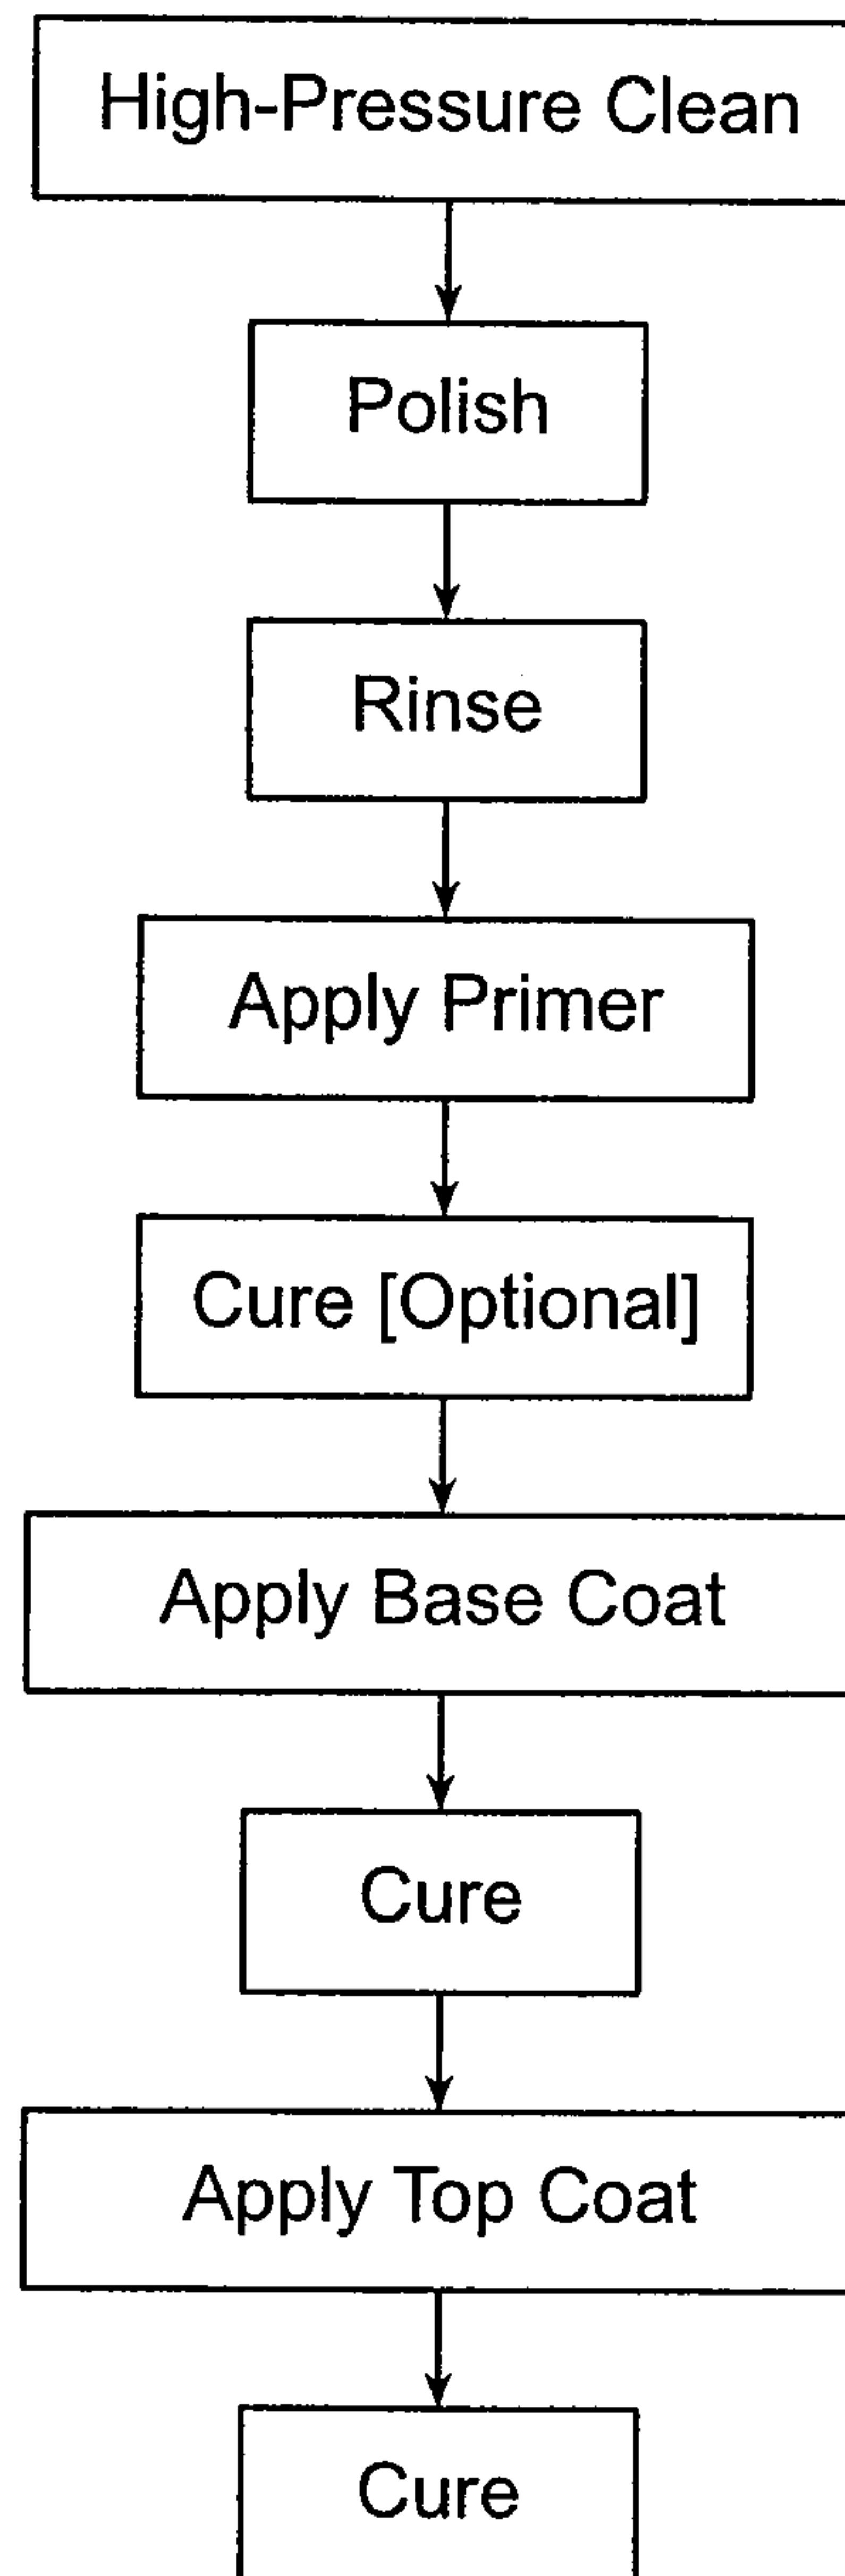 High-Pressure Clean
Polish
Rinse
Apply Primer
Cure [Optional]
Apply Base Coat
Cure
Apply Top Coat
Cure